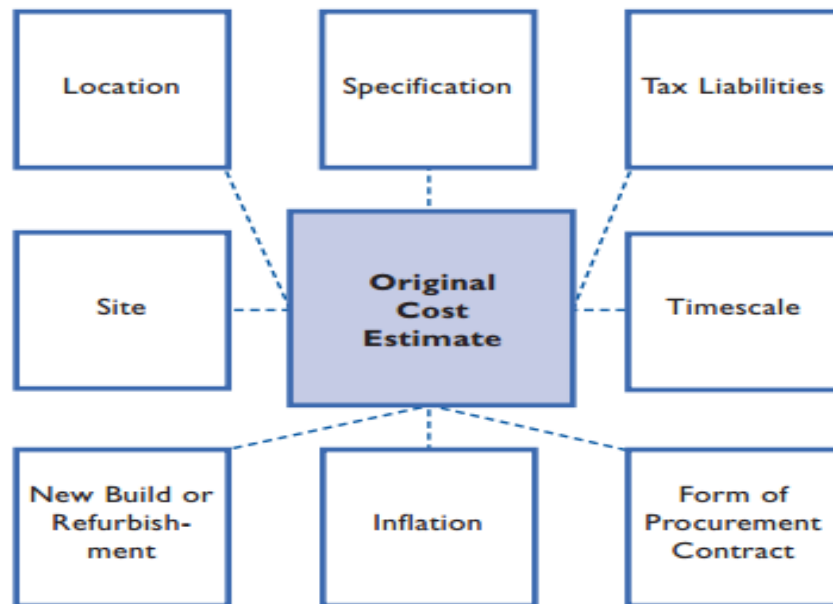 Location
Specification
Tax Liabilities
Site
Original
Cost
Estimate
Timescale
New Build or
Refurbish-
ment
Inflation
Form of
Procurement
Contract